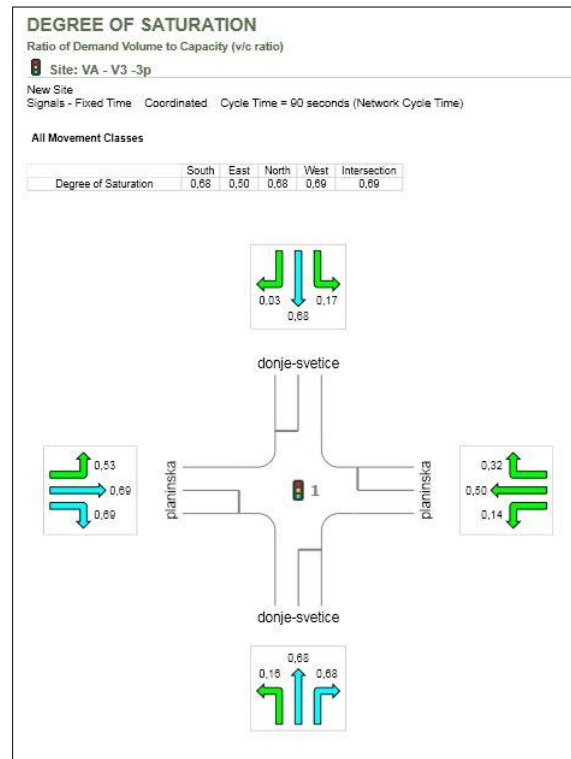 DEGREE OF SATURATION
Ratio of Demand Volume to Capacity (v/c ratio)
Site: VA - V3 -3p
New Site
Signals - Fixed Time Coordinated Cycle Time = 90 seconds (Network Cycle Time)
All Movement Classes
South East North West Intersection
Degree of Saturation 0,68 0,50 0,68 0,69 0,69
0,03 0,17
0,68
donje-svetice
0,53
0,69
0,69
planinska
1
planinska
0,32
0,50
0,14
donje-svetice
0,68
0,16 0,68